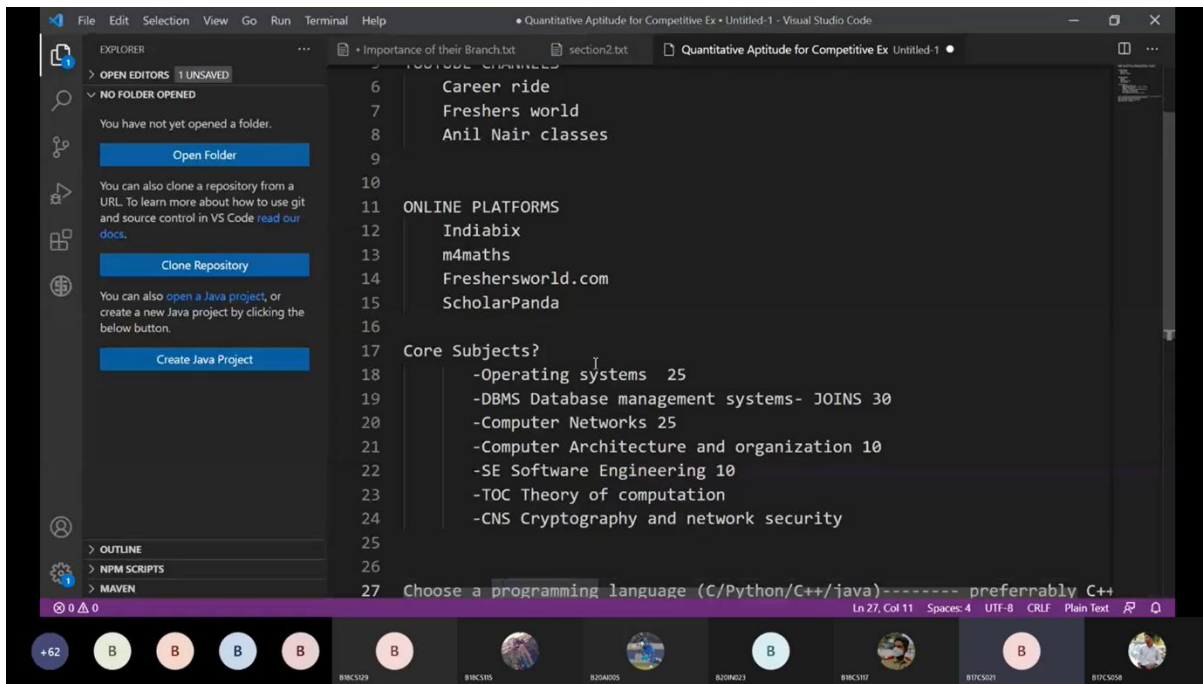 File Edit Selection View Go Run Terminal Help
● Quantitative Aptitude for Competitive Ex • Untitled-1 - Visual Studio Code
EXPLORER
• Importance of their Branch.txt
section2.txt
Quantitative Aptitude for Competitive Ex Untitled-1 ●
> OPEN EDITORS 1 UNSAVED
NO FOLDER OPENED
You have not yet opened a folder.
Open Folder
You can also clone a repository from a
URL. To learn more about how to use git
and source control in VS Code read our
docs.
Clone Repository
You can also open a Java project, or
create a new Java project by clicking the
below button.
Create Java Project
> OUTLINE
> NPM SCRIPTS
> MAVEN
5 YOUTUBE CHANNELS
6 Career ride
7 Freshers world
8 Anil Nair classes
9
10
11 ONLINE PLATFORMS
12 Indiabix
13 m4maths
14 Freshersworld.com
15 ScholarPanda
16
17 Core Subjects?
18 -Operating systems 25
19 -DBMS Database management systems- JOINS 30
20 -Computer Networks 25
21 -Computer Architecture and organization 10
22 -SE Software Engineering 10
23 -TOC Theory of computation
24 -CNS Cryptography and network security
25
26
27 Choose a programming language (C/Python/C++/java)-------- preferrably C++
0 0
Ln 27, Col 11 Spaces: 4 UTF-8 CRLF Plain Text
+62 B B B B B B B
B18CS129 B18CS115 B20AI005 B20IN023 B18CS117 B17CS021 B17CS058